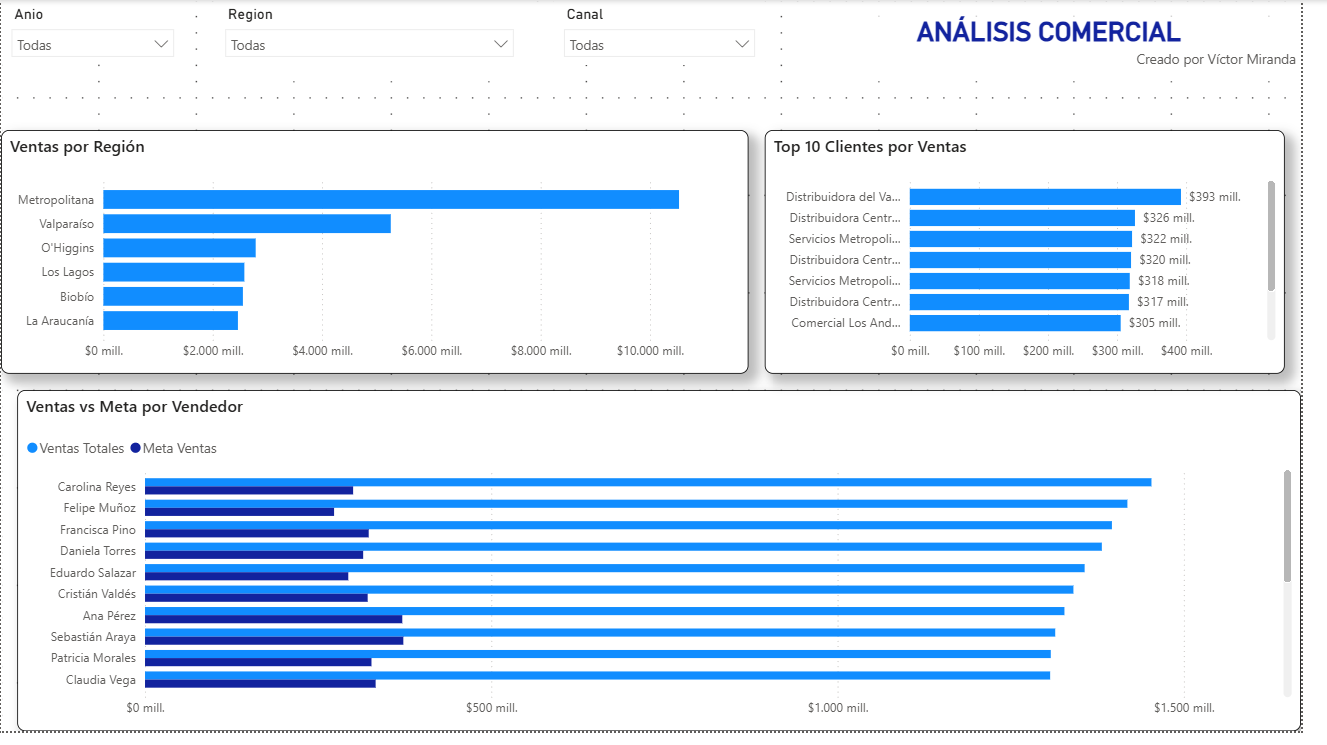 Anio
Region
Canal
ANÁLISIS COMERCIAL
Todas
Todas
Todas
Creado por Víctor Miranda
Ventas por Región
Metropolitana
Valparaíso
O'Higgins
Los Lagos
Biobío
La Araucanía
$0 mill. $2.000 mill. $4.000 mill. $6.000 mill. $8.000 mill. $10.000 mill.
Top 10 Clientes por Ventas
Distribuidora del Va... $393 mill.
Distribuidora Centr... $326 mill.
Servicios Metropoli... $322 mill.
Distribuidora Centr... $320 mill.
Servicios Metropoli... $318 mill.
Distribuidora Centr... $317 mill.
Comercial Los And... $305 mill.
$0 mill. $100 mill. $200 mill. $300 mill. $400 mill.
Ventas vs Meta por Vendedor
Ventas Totales Meta Ventas
Carolina Reyes
Felipe Muñoz
Francisca Pino
Daniela Torres
Eduardo Salazar
Cristián Valdés
Ana Pérez
Sebastián Araya
Patricia Morales
Claudia Vega
$0 mill. $500 mill. $1.000 mill. $1.500 mill.